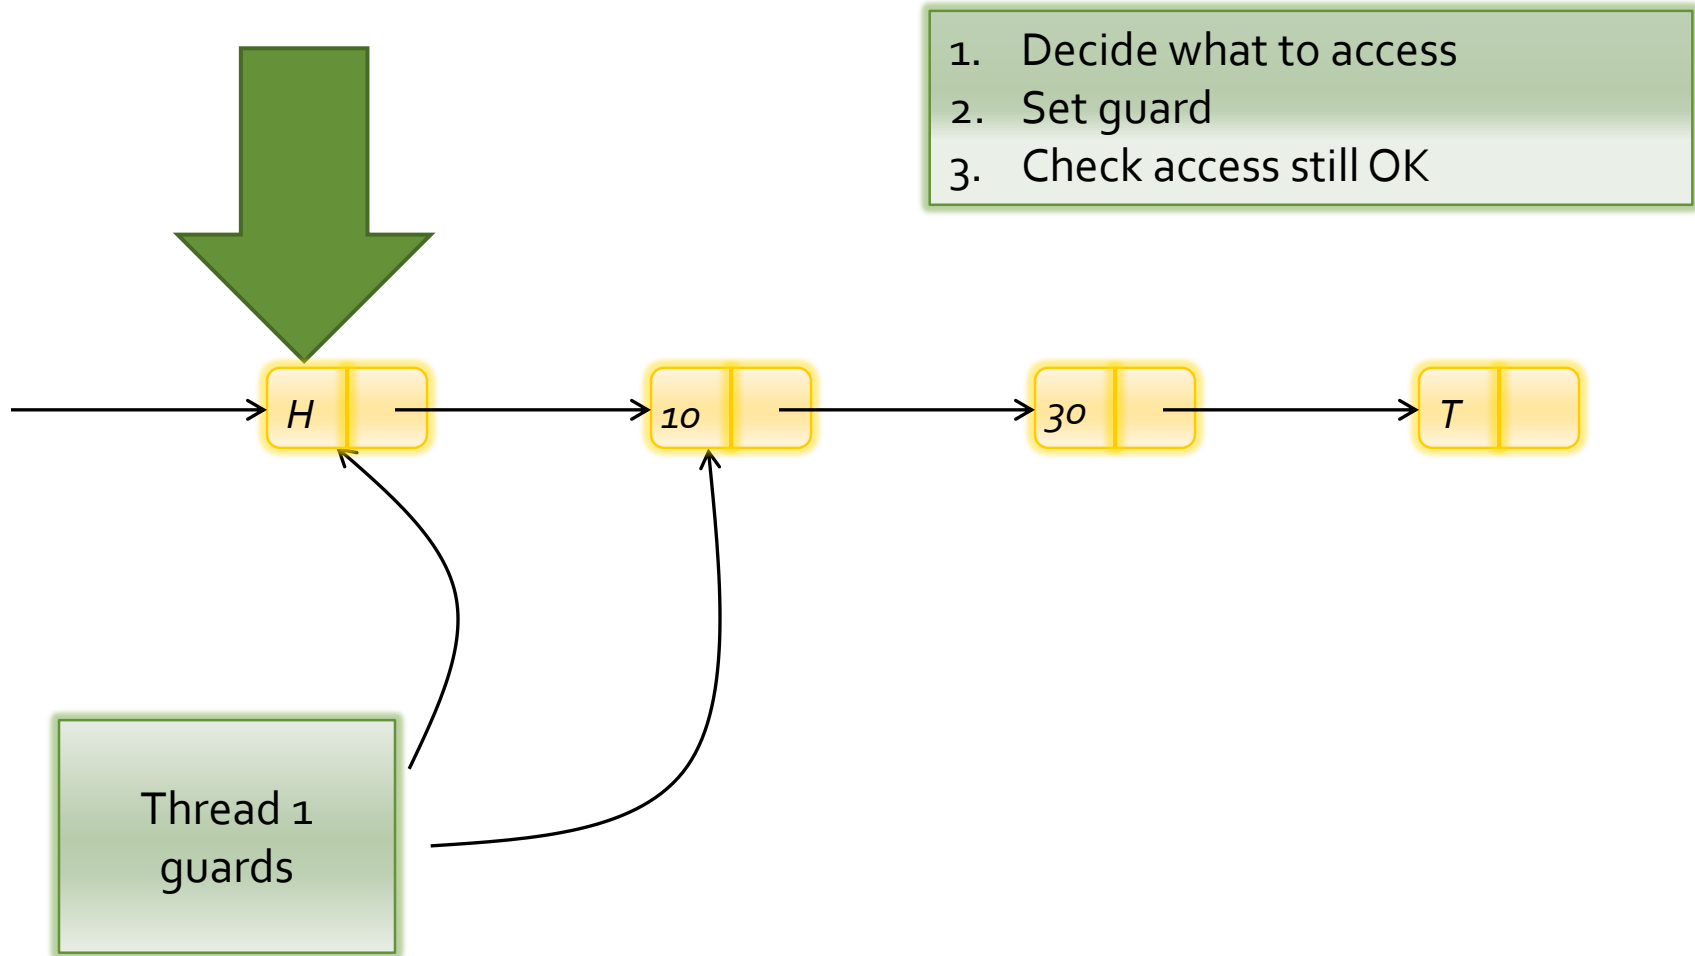 1. Decide what to access
2. Set guard
3. Check access still OK
H 10 30 T
Thread 1
guards